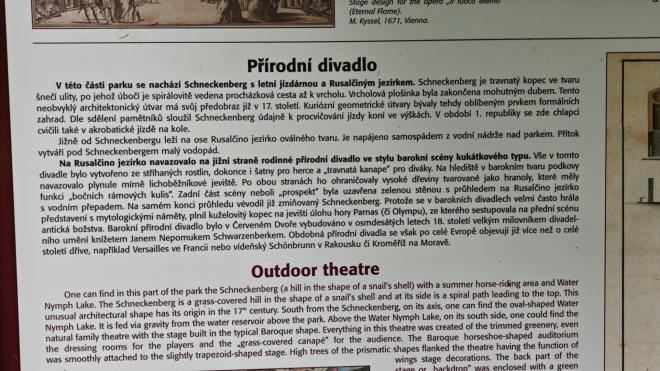 Stage design for the opera „Il fuoco eterno
(Eternal Flame).
M. Kyssel, 1671, Vienna.
Přírodní divadlo
V této části parku se nachází Schneckenberg s letní jízdárnou a Rusalčiným jezírkem. Schneckenberg je travnatý kopec ve tvaru
šnečí ulity, po jehož úbočí je spirálovitě vedena procházková cesta až k vrcholu. Vrcholová plošinka byla zakončena mohutným dubem. Tento
neobvyklý architektonický útvar má svůj předobraz již v 17. století. Kuriózní geometrické útvary bývaly tehdy oblíbeným prvkem formálních
zahrad. Dle sdělení pamětníků sloužil Schneckenberg údajně k procvičování jízdy koní ve výškách. V období 1. republiky se zde chlapci
cvičili také v akrobatické jízdě na kole.
Jižně od Schneckenbergu leží na ose Rusalčino jezírko oválného tvaru. Je napájeno samospádem z vodní nádrže nad parkem. Přítok
vytváří pod Schneckenbergem malý vodopád.
Na Rusalčino jezírko navazovalo na jižní straně rodinné přírodní divadlo ve stylu barokní scény kukátkového typu. Vše v tomto
divadle bylo vytvořeno ze stříhaných rostlin, dokonce i šatny pro herce a „travnatá kanape" pro diváky. Na hlediště v barokním tvaru podkovy
navazovalo plynule mírně lichoběžníkové jeviště. Po obou stranách ho ohraničovaly vysoké dřeviny tvarované jako hranoly, které měly
funkci „bočních rámových kulis". Zadní část scény neboli „prospekt" byla uzavřena zelenou stěnou s průhledem na Rusalčino jezírko
s vodním přepadem. Na samém konci průhledu vévodil již zmiňovaný Schneckenberg. Protože se v barokních divadlech velmi často hrála
představení s mytologickými náměty, plnil kuželovitý kopec na jevišti úlohu hory Parnas (či Olympu), ze kterého sestupovala na přední scénu
antická božstva. Barokní přírodní divadlo bylo v Červeném Dvoře vybudováno v osmdesátých letech 18. století velkým milovníkem divadel-
ního umění knížetem Janem Nepomukem Schwarzenberkem. Obdobná přírodní divadla se však po celé Evropě objevují již více než o celé
století dříve, například Versailles ve Francii nebo vídeňský Schönbrunn v Rakousku či Kroměříž na Moravě.
Outdoor theatre
One can find in this part of the park the Schneckenberg (a hill in the shape of a snail's shell) with a summer horse-riding area and Water
Nymph Lake. The Schneckenberg is a grass-covered hill in the shape of a snail's shell and at its side is a spiral path leading to the top. This
unusual architectural shape has its origin in the 17th century. South from the Schneckenberg, on its axis, one can find the oval-shaped Water
Nymph Lake. It is fed via gravity from the water reservoir above the park. Above the Water Nymph Lake, on its south side, one could find the
natural family theatre with the stage built in the typical Baroque shape. Everything in this theatre was created of the trimmed greenery, even
the dressing rooms for the players and the „grass-covered canapé" for the audience. The Baroque horseshoe-shaped auditorium
was smoothly attached to the slightly trapezoid-shaped stage. High trees of the prismatic shapes flanked the theatre having the function of
wings stage decorations. The back part of the
stage or „backdrop" was enclosed with a green